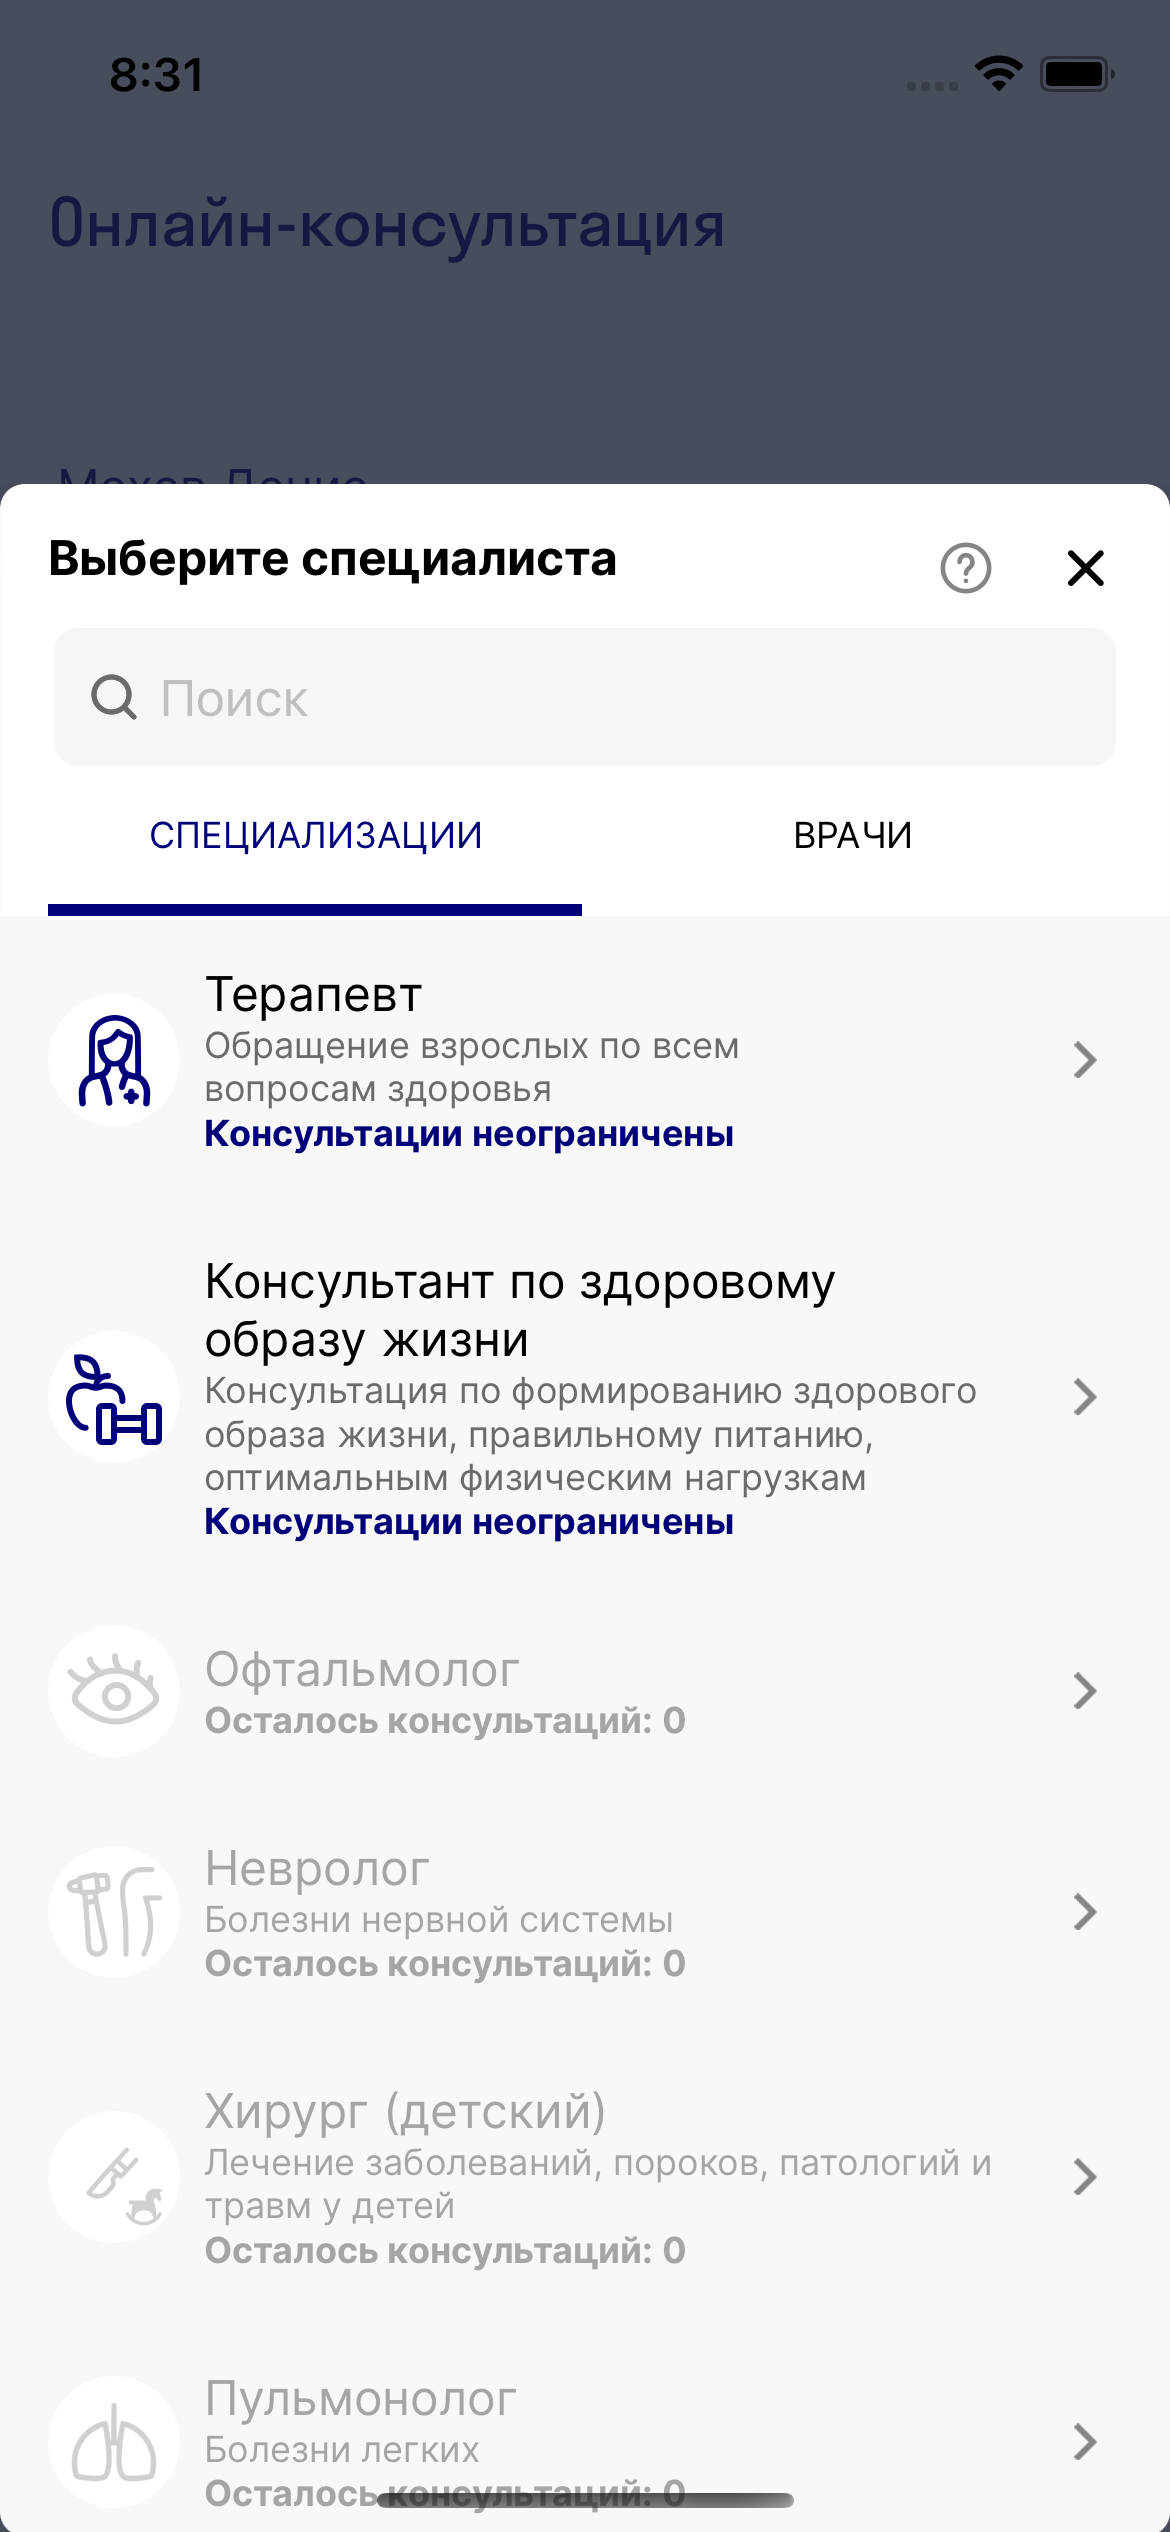 8:31
Онлайн-консультация
Выберите специалиста
Поиск
СПЕЦИАЛИЗАЦИИ
ВРАЧИ
Терапевт
Обращение взрослых по всем
вопросам здоровья
Консультации неограничены
Консультант по здоровому
образу жизни
Консультация по формированию здорового
образа жизни, правильному питанию,
оптимальным физическим нагрузкам
Консультации неограничены
Офтальмолог
Осталось консультаций: 0
Невролог
Болезни нервной системы
Осталось консультаций: 0
Хирург (детский)
Лечение заболеваний, пороков, патологий и
травм у детей
Осталось консультаций: 0
Пульмонолог
Болезни легких
Осталось консультаций: 0